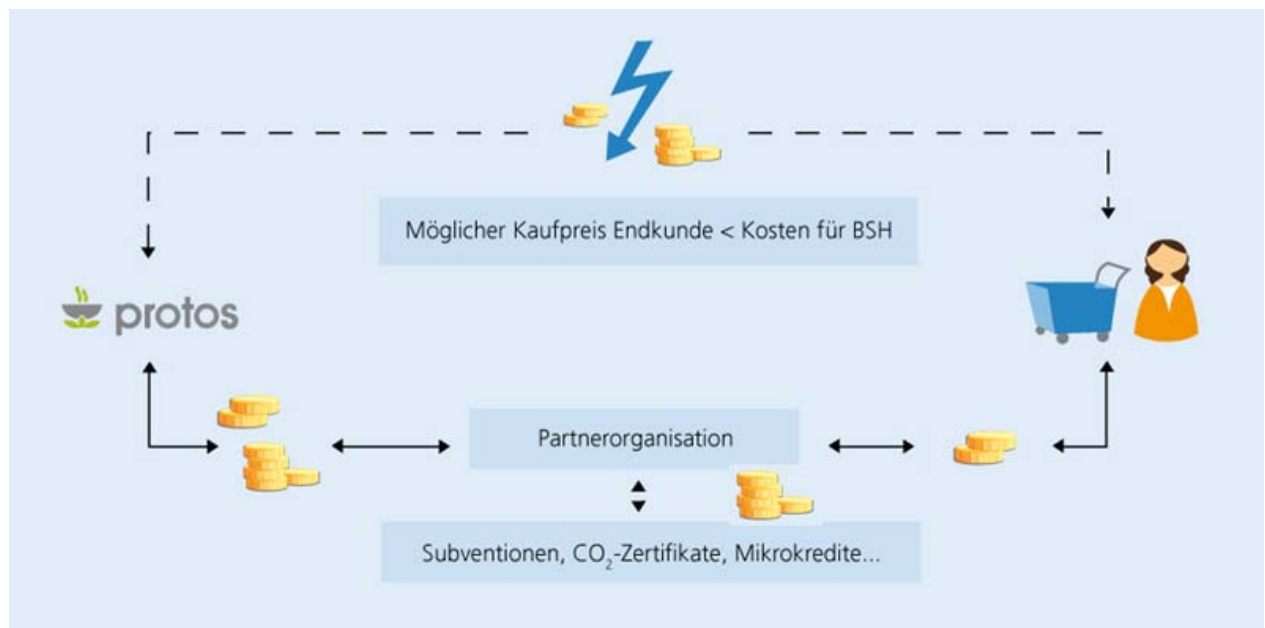 Möglicher Kaufpreis Endkunde < Kosten für BSH
protos
Partnerorganisation
Subventionen, CO₂-Zertifikate, Mikrokredite...